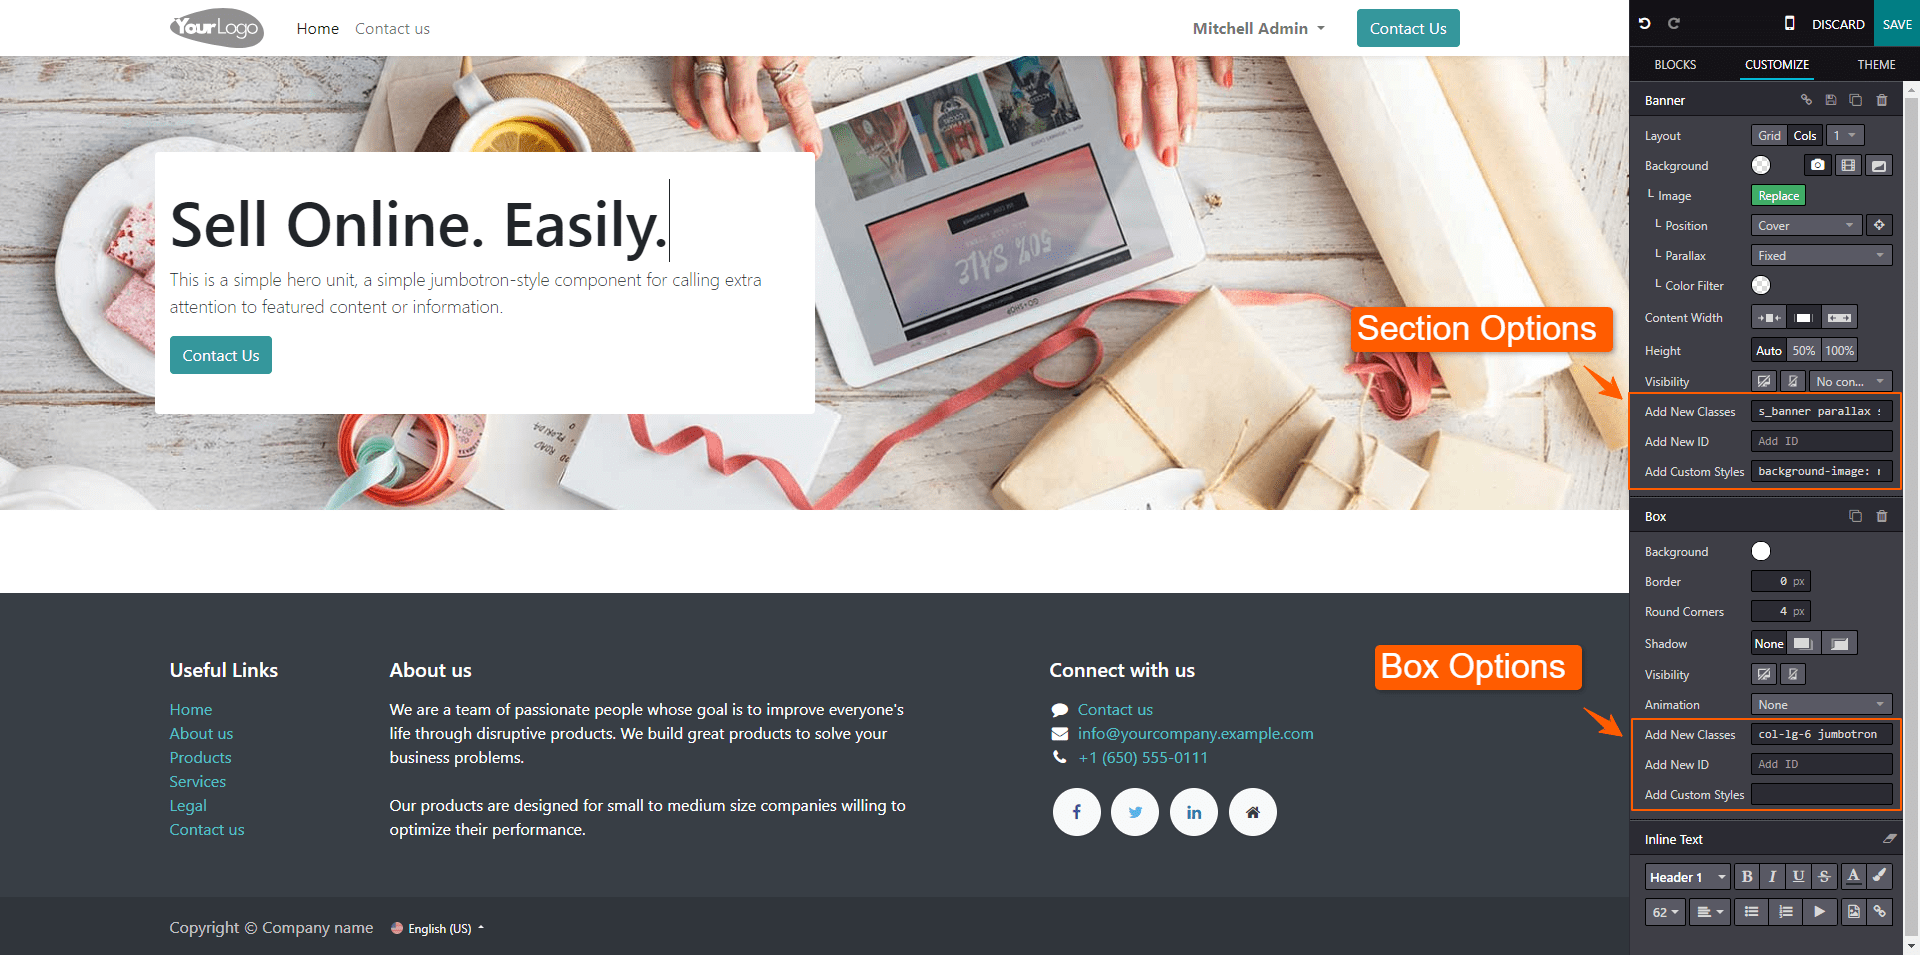 YourLogo
Home
Contact us
Mitchell Admin
Contact Us
DISCARD
SAVE
BLOCKS
CUSTOMIZE
THEME
Sell Online. Easily.
This is a simple hero unit, a simple jumbotron-style component for calling extra
attention to featured content or information.
Contact Us
50% SALE
Section Options
Banner
Layout
Grid
Cols
1
Background
└ Image
Replace
└ Position
Cover
└ Parallax
Fixed
└ Color Filter
Content Width
Height
Auto
50%
100%
Visibility
No con...
Add New Classes
s_banner parallax s
Add New ID
Add ID
Add Custom Styles
background-image:
Box
Background
Border
0 px
Round Corners
4 px
Shadow
None
Visibility
Animation
None
Box Options
Add New Classes
col-lg-6 jumbotron
Add New ID
Add ID
Add Custom Styles
Inline Text
Header 1
B
I
U
S
A
62
Useful Links
Home
About us
Products
Services
Legal
Contact us
About us
We are a team of passionate people whose goal is to improve everyone's
life through disruptive products. We build great products to solve your
business problems.
Our products are designed for small to medium size companies willing to
optimize their performance.
Connect with us
Contact us
info@yourcompany.example.com
+1 (650) 555-0111
Copyright © Company name
English (US)